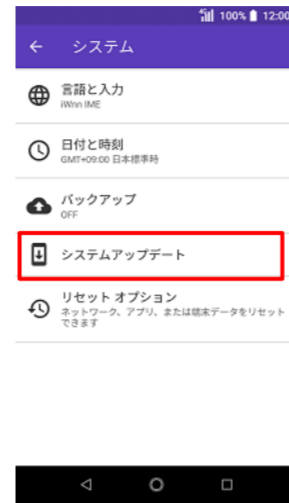 100% 12:00
システム
言語と入力
iWnn IME
日付と時刻
GMT+09:00 日本標準時
バックアップ
OFF
システムアップデート
リセット オプション
ネットワーク、アプリ、または端末データをリセット
できます